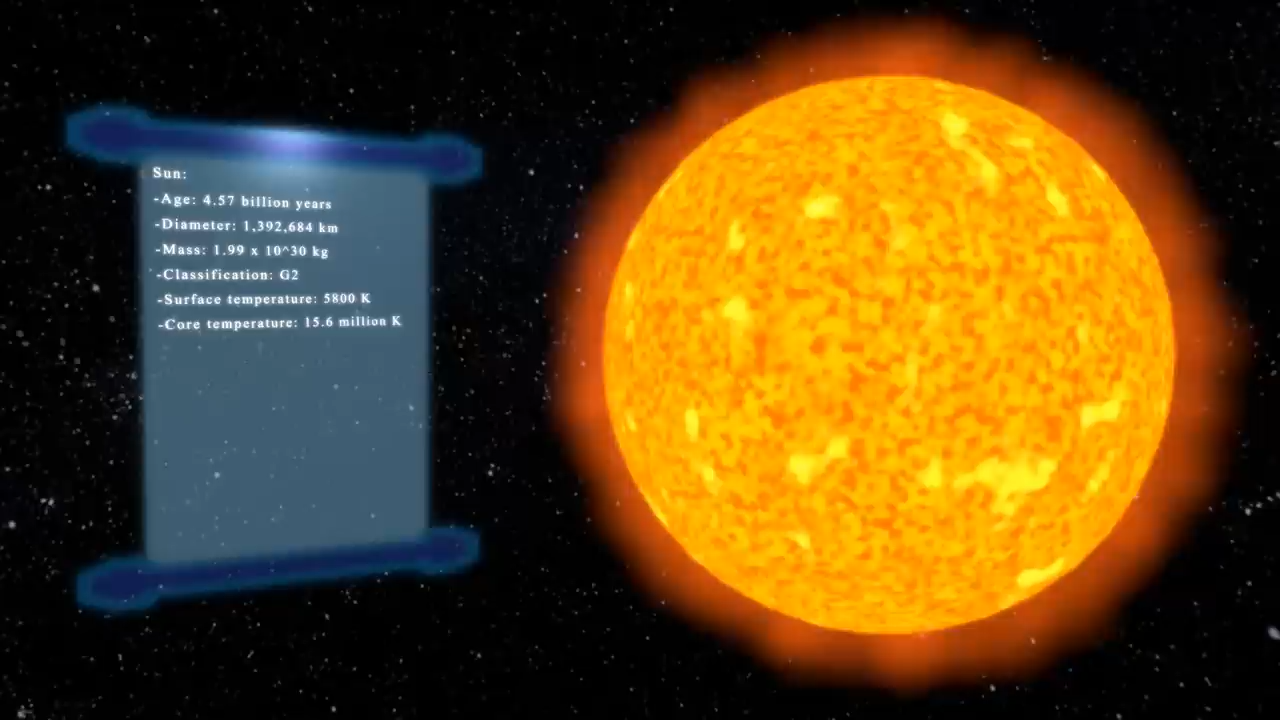 Sun:
-Age: 4.57 billion years
-Diameter: 1,392,684 km
-Mass: 1.99 x 10^30 kg
-Classification: G2
-Surface temperature: 5800 K
-Core temperature: 15.6 million K